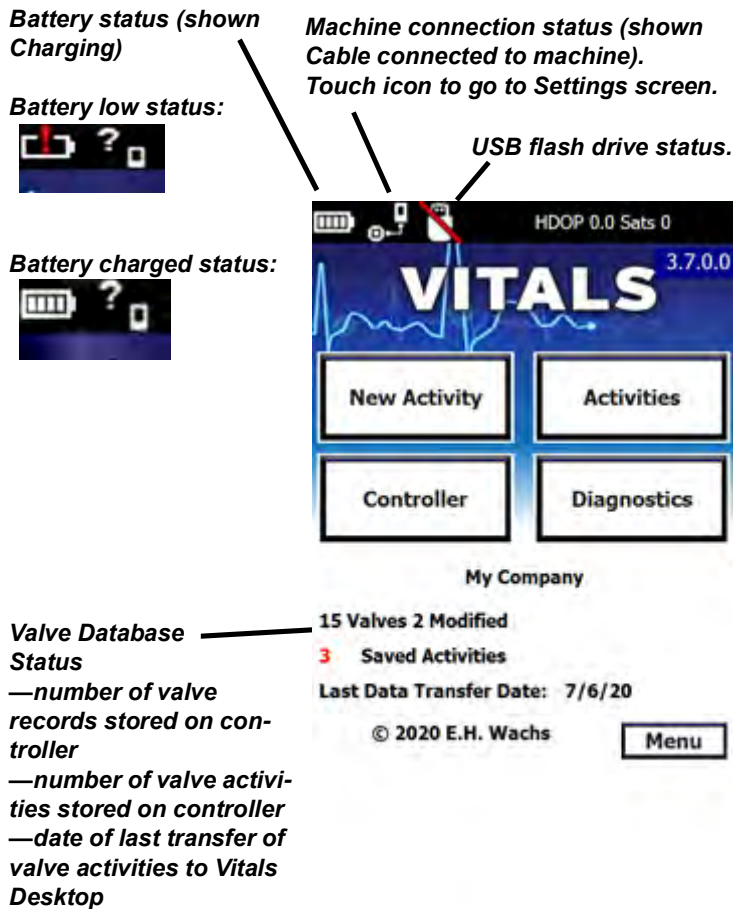 Battery status (shown
Charging)
Machine connection status (shown
Cable connected to machine).
Touch icon to go to Settings screen.
Battery low status:
! ?
USB flash drive status.
Battery charged status:
?
HDOP 0.0 Sats 0
VITALS
3.7.0.0
New Activity
Activities
Controller
Diagnostics
My Company
15 Valves 2 Modified
3 Saved Activities
Last Data Transfer Date: 7/6/20
© 2020 E.H. Wachs
Menu
Valve Database
Status
—number of valve
records stored on con-
troller
—number of valve activi-
ties stored on controller
—date of last transfer of
valve activities to Vitals
Desktop